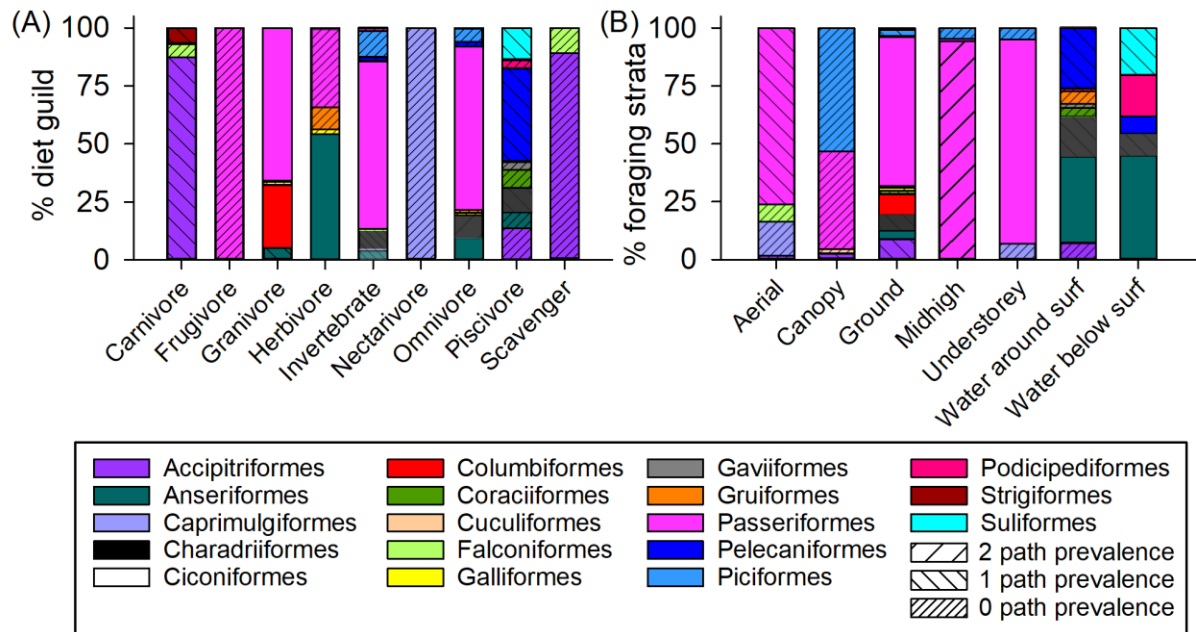 (A)
(B)
% diet guild
100
75
50
25
0
Carnivore
Frugivore
Granivore
Herbivore
Invertebrate
Nectarivore
Omnivore
Piscivore
Scavenger
% foraging strata
100
75
50
25
0
Aerial
Canopy
Ground
Midhigh
Understorey
Water around surf
Water below surf
Accipitriformes
Anseriformes
Caprimulgiformes
Charadriiformes
Ciconiformes
Columbiformes
Coraciiformes
Cuculiformes
Falconiformes
Galliformes
Gaviiformes
Gruiformes
Passeriformes
Pelecaniformes
Piciformes
Podicipediformes
Strigiformes
Suliformes
2 path prevalence
1 path prevalence
0 path prevalence